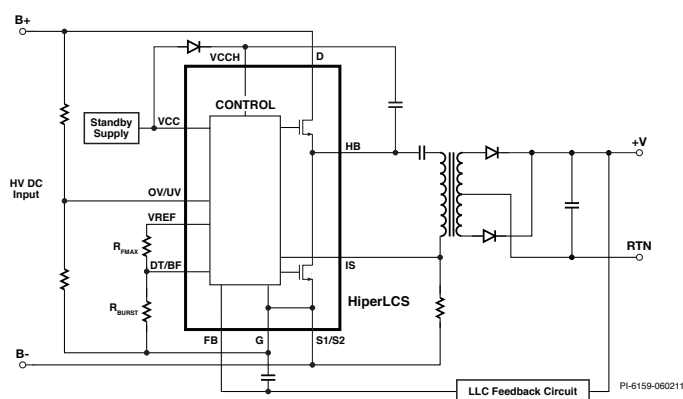 B+
VCCH
D
CONTROL
Standby
Supply
VCC
HB
+V
HV DC
Input
OV/UV
VREF
RFMAX
DT/BF
IS
RTN
HiperLCS
RBURST
FB
G
S1/S2
B-
LLC Feedback Circuit
PI-6159-060211